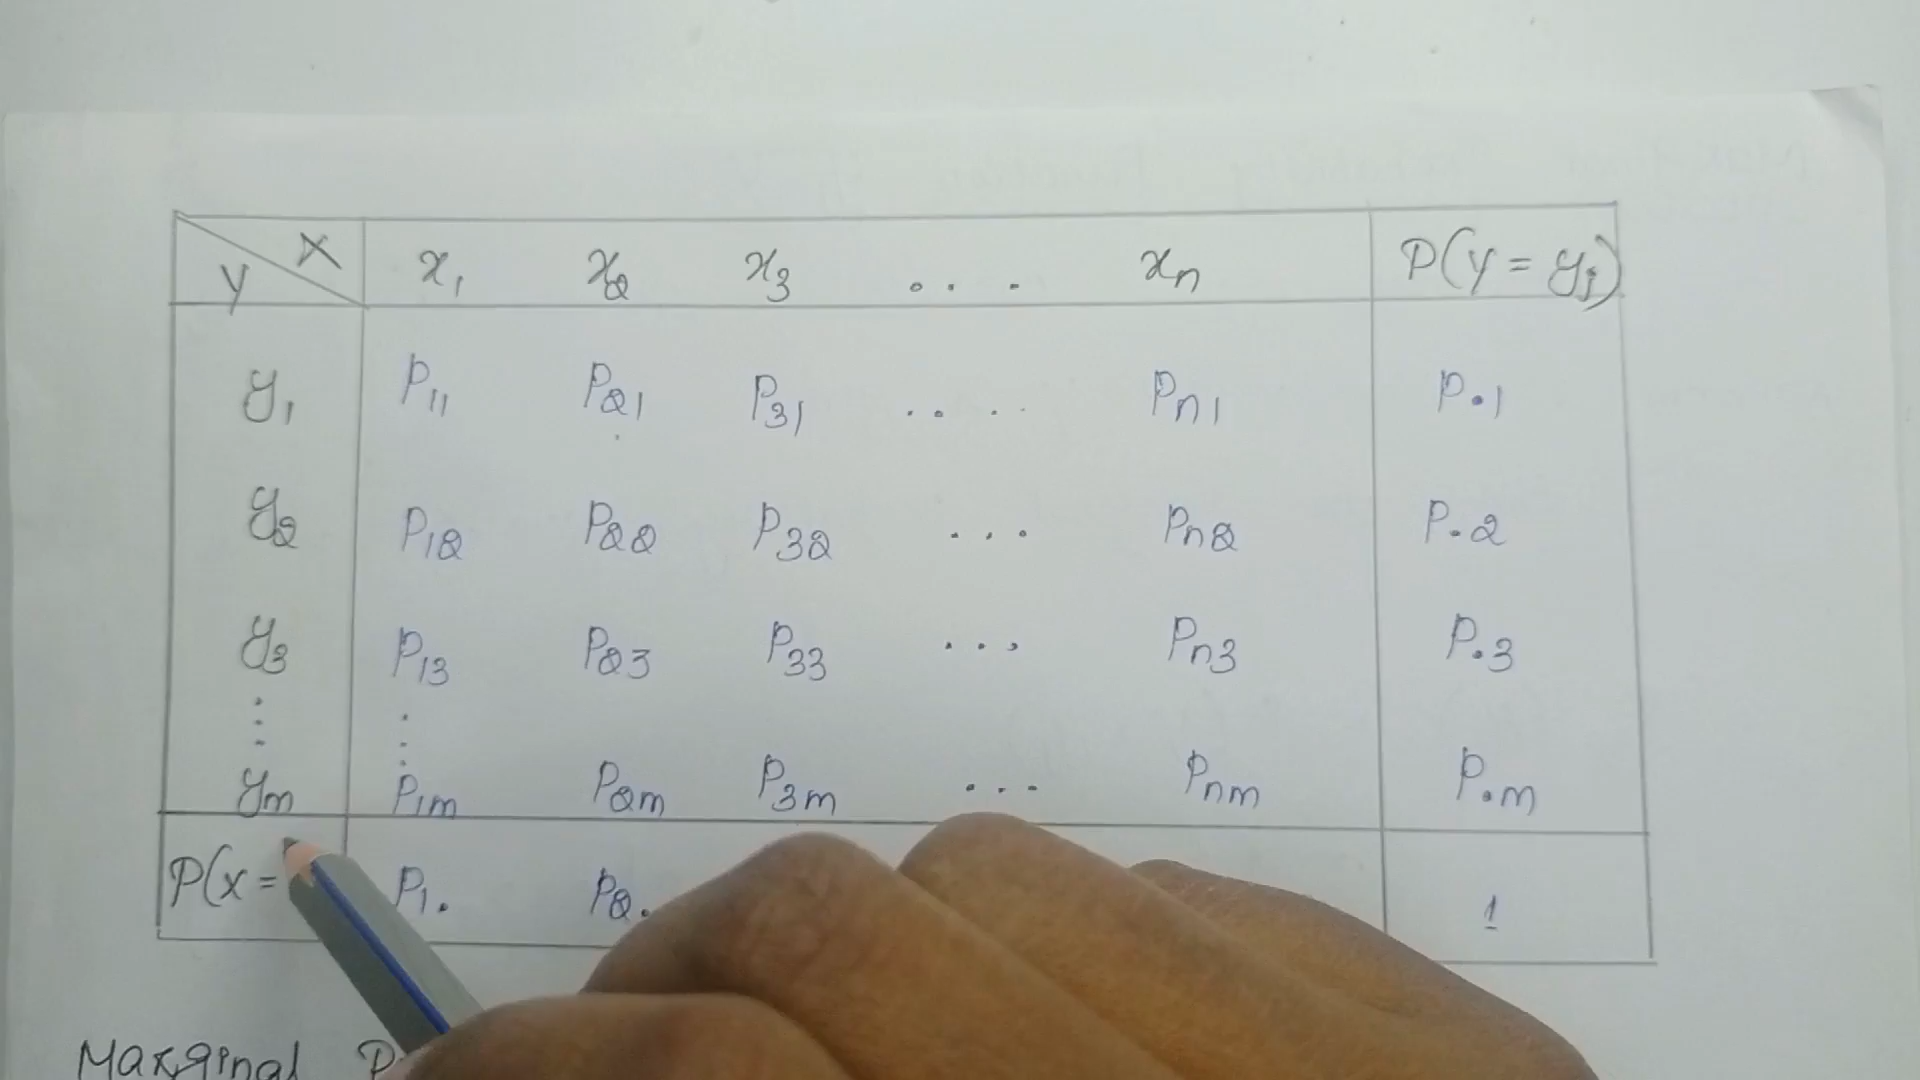 Y X x₁ x₂ x₃ .... xₙ P(Y = yⱼ)
y₁ P₁₁ P₂₁ P₃₁ .... Pₙ₁ P.₁
y₂ P₁₂ P₂₂ P₃₂ ... Pₙ₂ P.₂
y₃ P₁₃ P₂₃ P₃₃ ... Pₙ₃ P.₃
⋮ ⋮
yₘ P₁ₘ P₂ₘ P₃ₘ ... Pₙₘ P.ₘ
P(X = P₁. P₂. 1
Marginal P